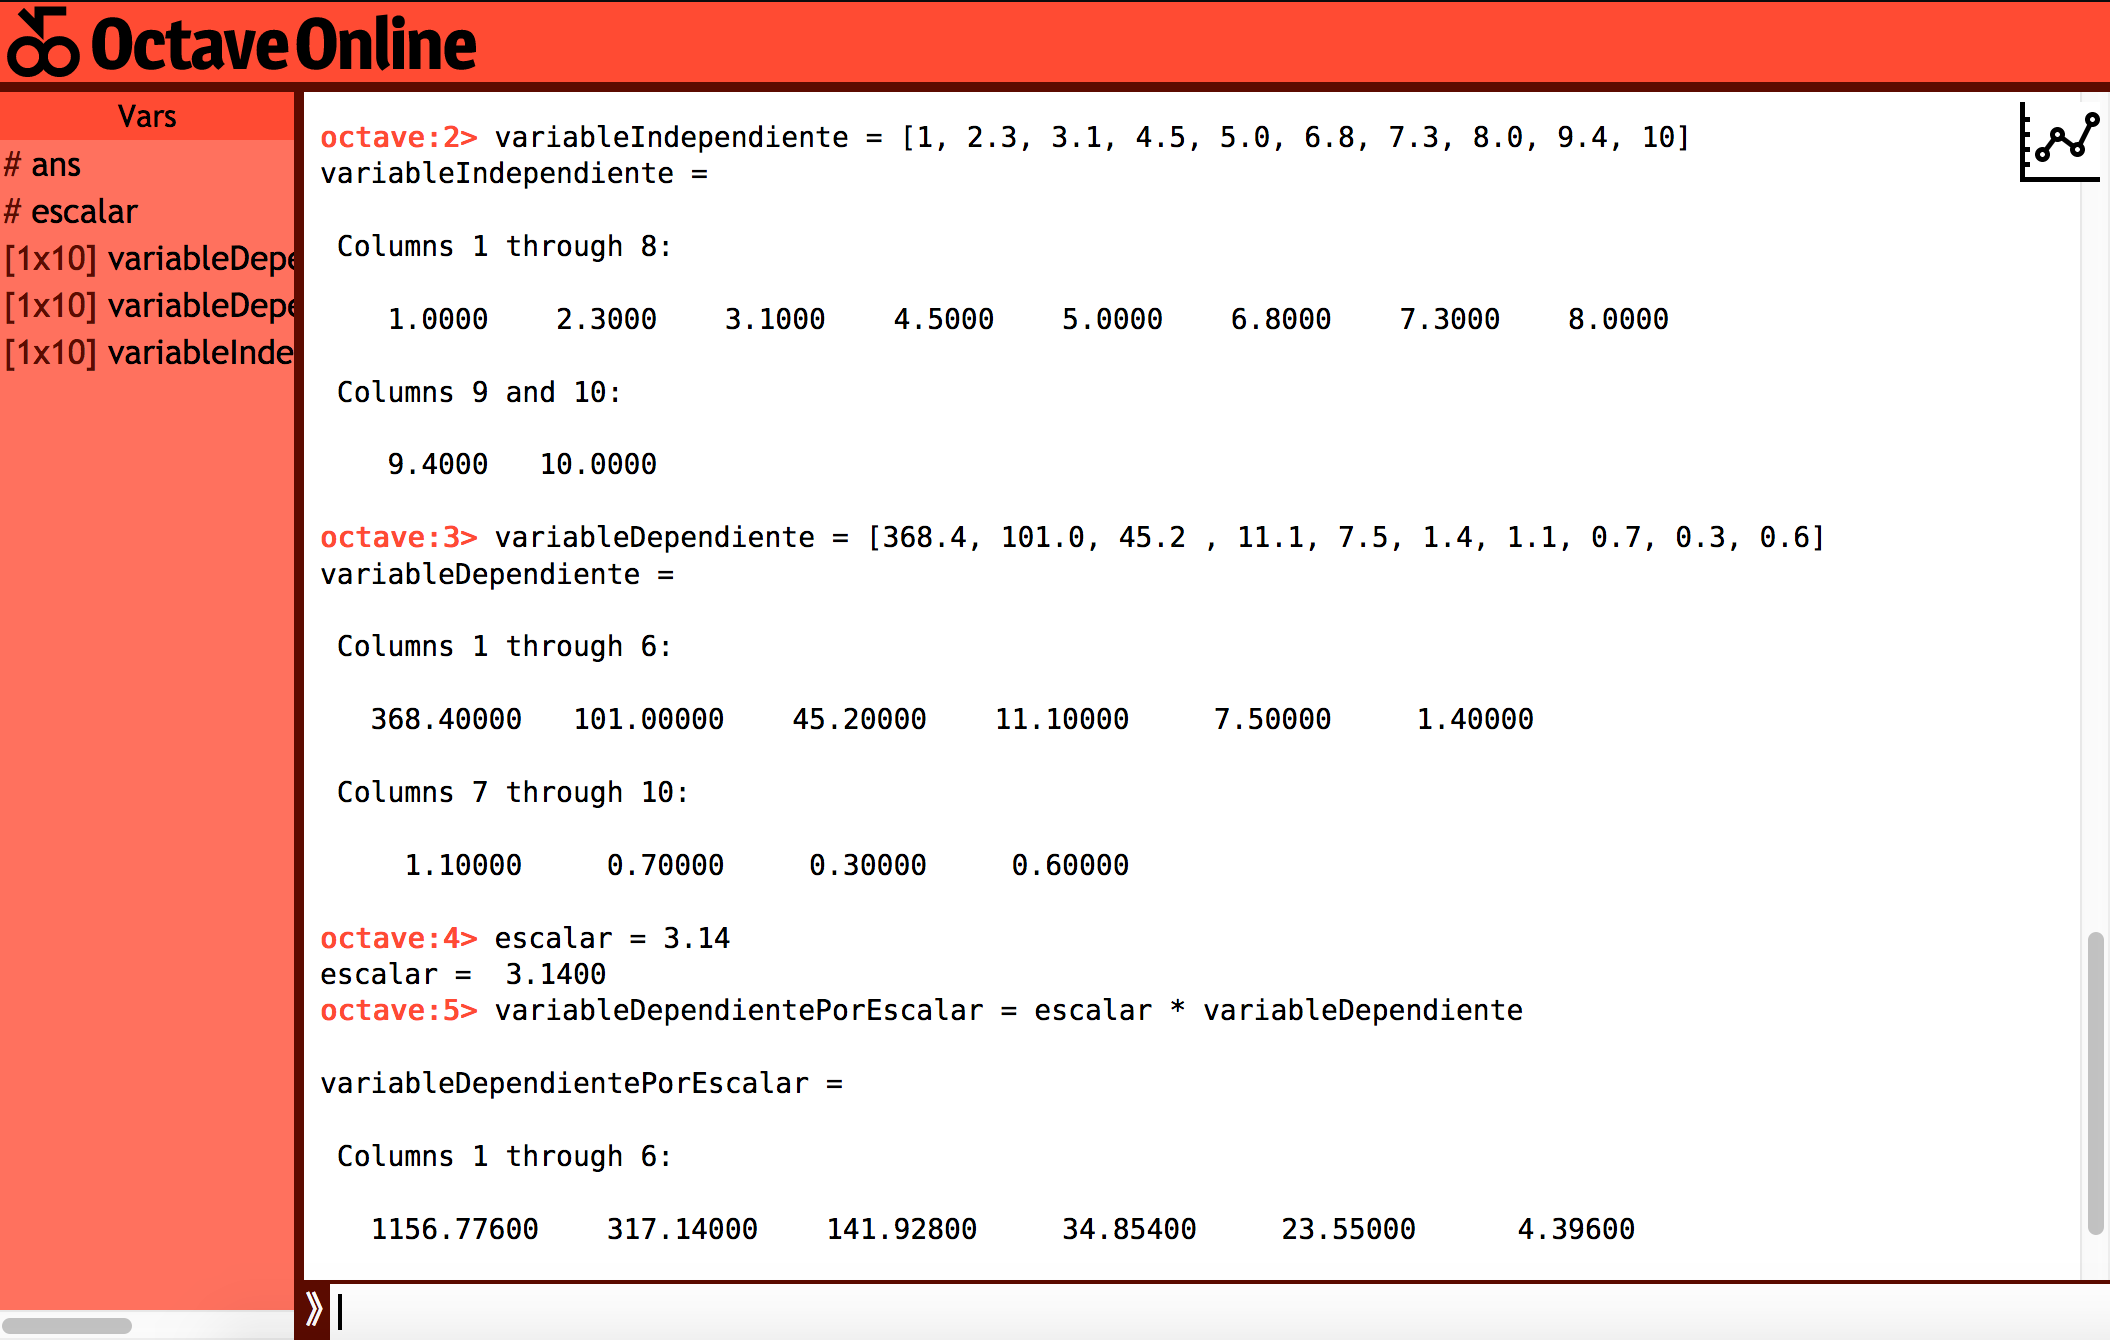 Octave Online
Vars
# ans
# escalar
[1x10] variableDepe
[1x10] variableDepe
[1x10] variableInde
octave:2> variableIndependiente = [1, 2.3, 3.1, 4.5, 5.0, 6.8, 7.3, 8.0, 9.4, 10]
variableIndependiente =
Columns 1 through 8:
1.0000 2.3000 3.1000 4.5000 5.0000 6.8000 7.3000 8.0000
Columns 9 and 10:
9.4000 10.0000
octave:3> variableDependiente = [368.4, 101.0, 45.2 , 11.1, 7.5, 1.4, 1.1, 0.7, 0.3, 0.6]
variableDependiente =
Columns 1 through 6:
368.40000 101.00000 45.20000 11.10000 7.50000 1.40000
Columns 7 through 10:
1.10000 0.70000 0.30000 0.60000
octave:4> escalar = 3.14
escalar = 3.1400
octave:5> variableDependientePorEscalar = escalar * variableDependiente
variableDependientePorEscalar =
Columns 1 through 6:
1156.77600 317.14000 141.92800 34.85400 23.55000 4.39600